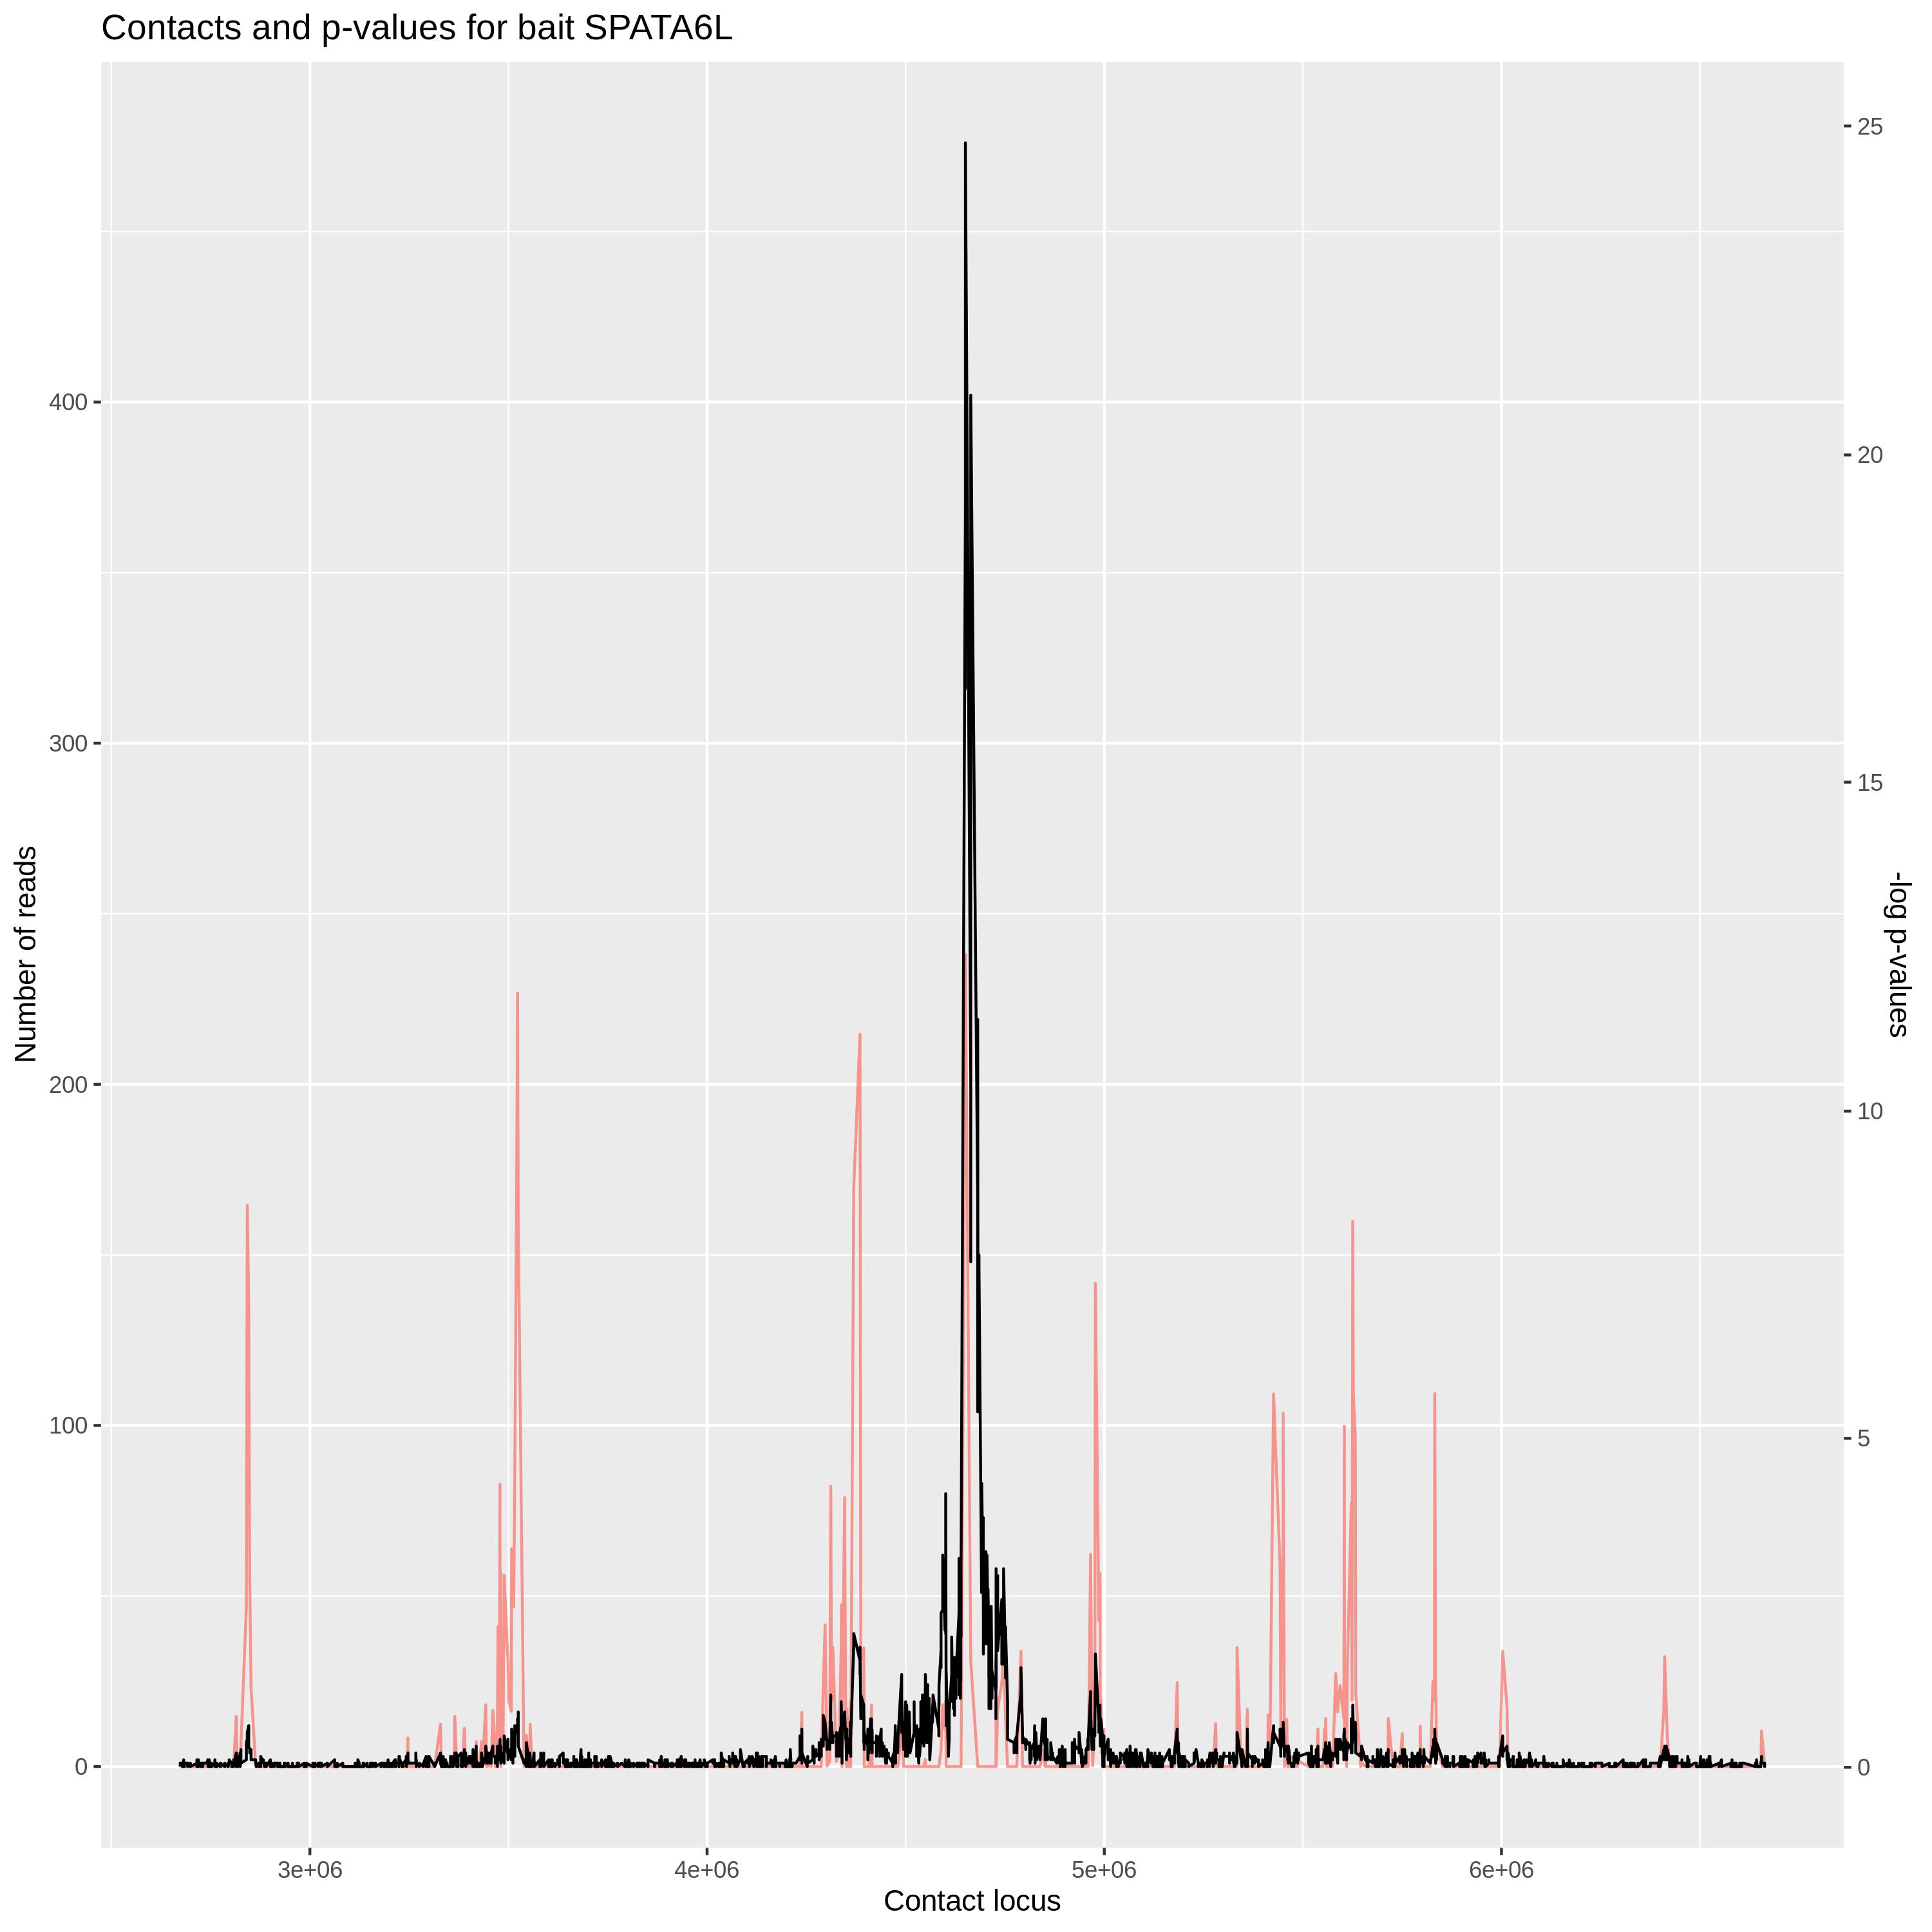 Contacts and p-values for bait SPATA6L
Number of reads
400
300
200
100
0
25
20
15
10
5
0
-log p-values
3e+06 4e+06 5e+06 6e+06
Contact locus